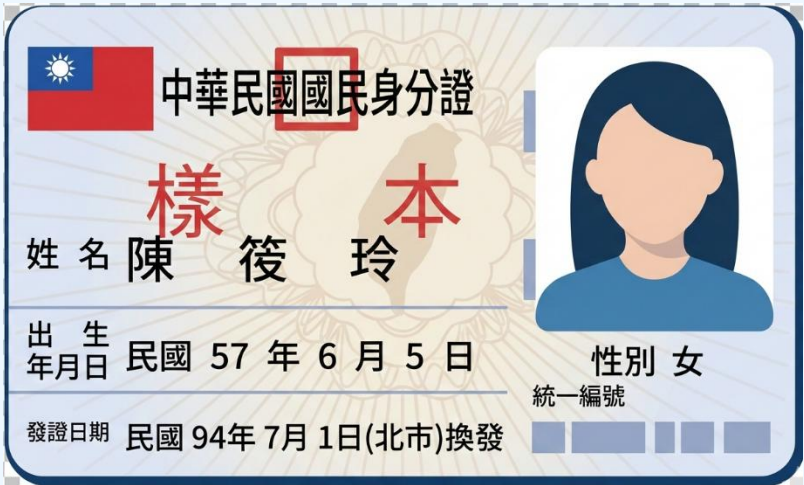 中華民國國民身分證
樣本
姓名 陳筱玲
出生年月日 民國 57 年 6 月 5 日
性別 女
統一編號
發證日期 民國 94年 7月 1日(北市)換發